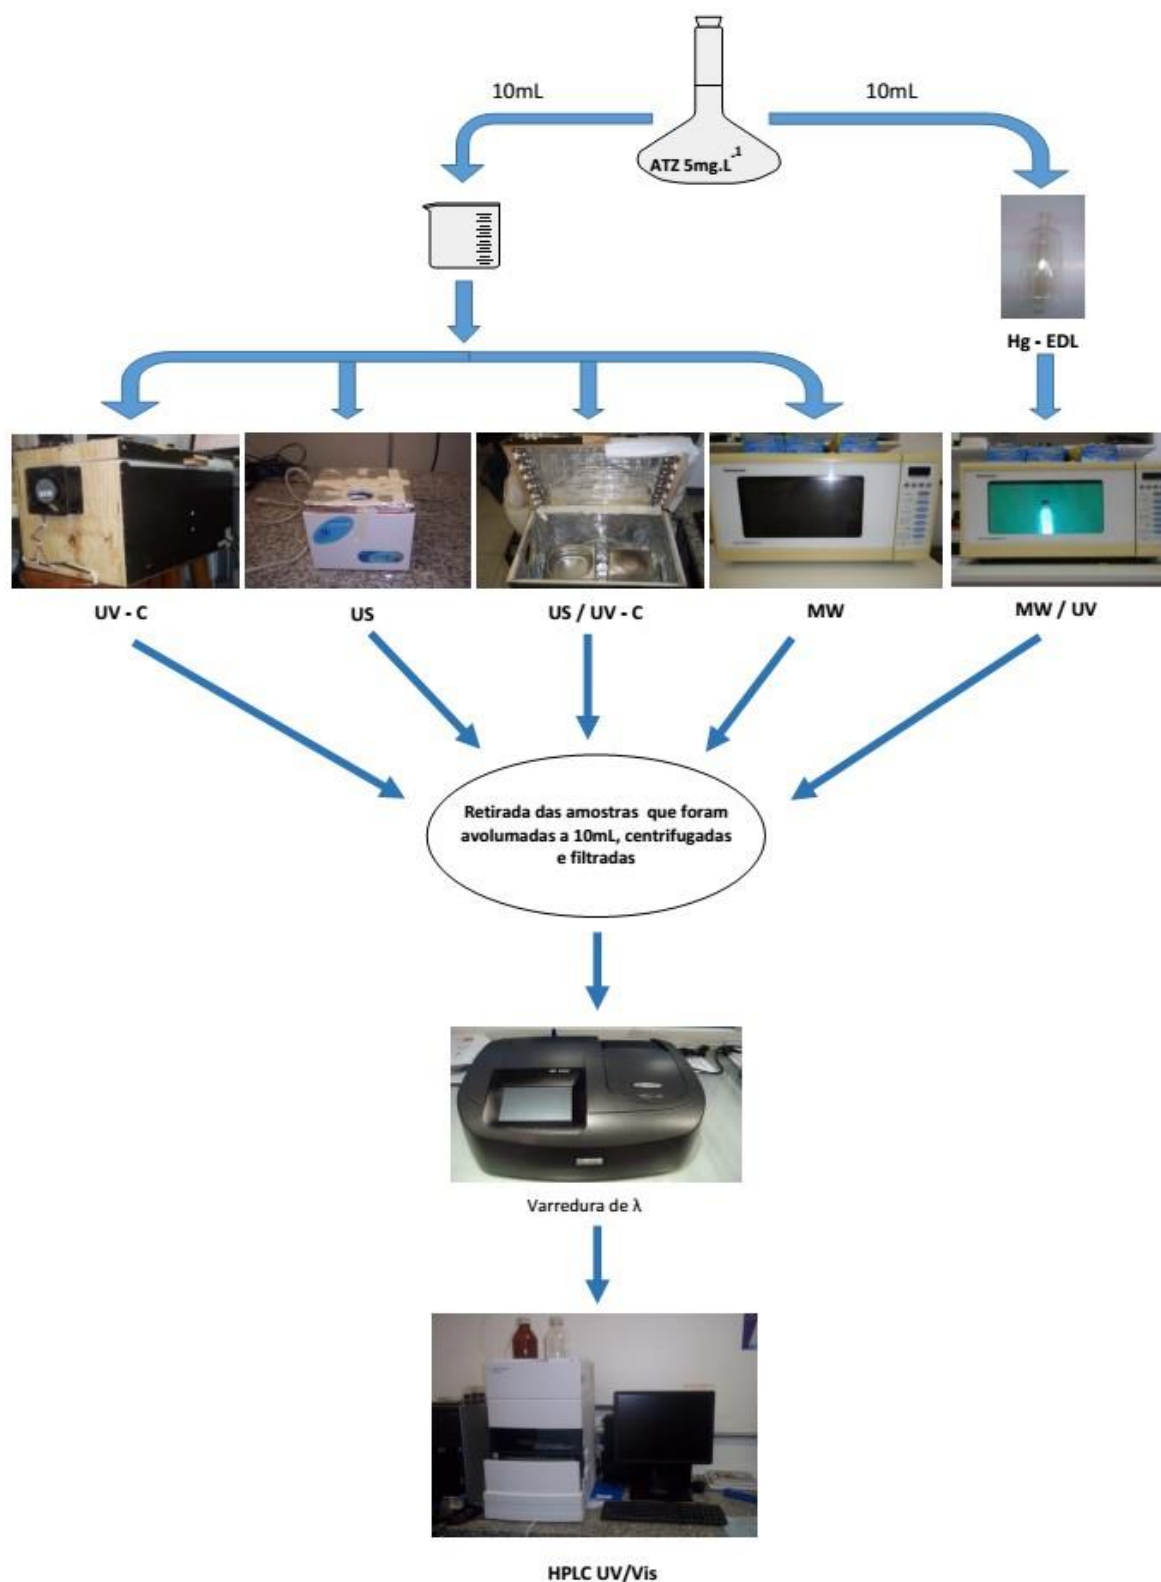 10mL
10mL
ATZ 5mg.L-1
Hg - EDL
UV - C
US
US / UV - C
MW
MW / UV
Retirada das amostras que foram
avolumadas a 10mL, centrifugadas
e filtradas
Varredura de λ
HPLC UV/Vis